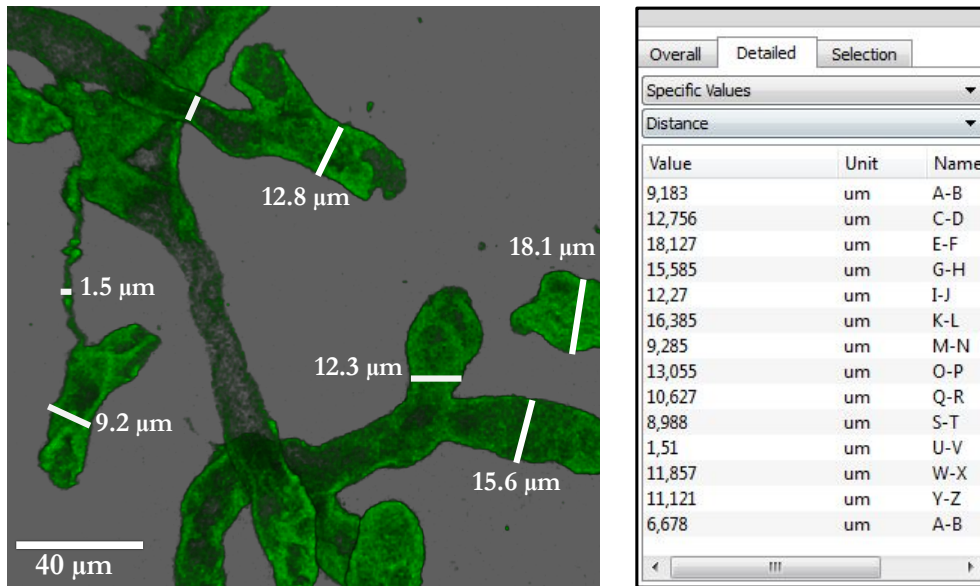 12.8 µm
18.1 µm
1.5 µm
12.3 µm
9.2 µm
15.6 µm
40 µm
Overall Detailed Selection
Specific Values
Distance
Value Unit Name
9,183 um A-B
12,756 um C-D
18,127 um E-F
15,585 um G-H
12,27 um I-J
16,385 um K-L
9,285 um M-N
13,055 um O-P
10,627 um Q-R
8,988 um S-T
1,51 um U-V
11,857 um W-X
11,121 um Y-Z
6,678 um A-B